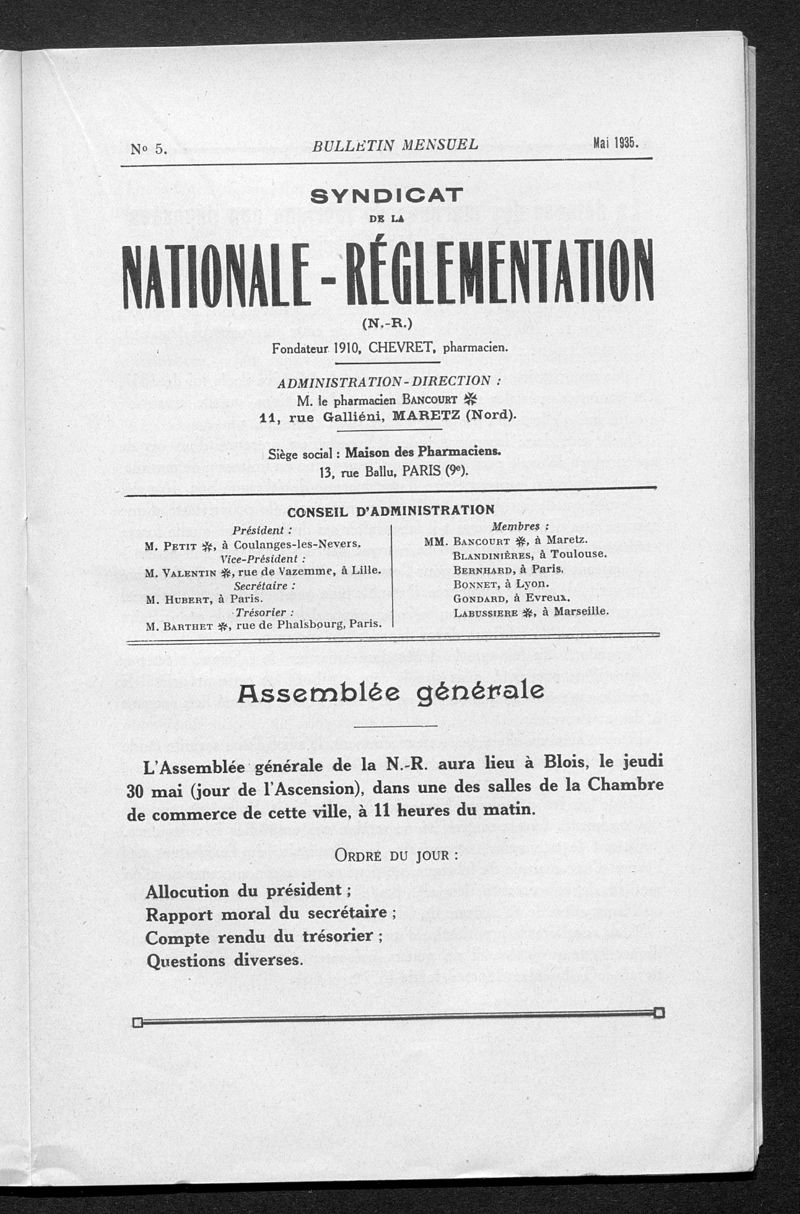 Nº 5.
BULLETIN MENSUEL
Mai 1935.
SYNDICAT
DE LA
NATIONALE-RÉGLEMENTATION
(N.-R.)
Fondateur 1910, CHEVRET, pharmacien.
ADMINISTRATION-DIRECTION :
M. le pharmacien BANCOURT ✻
11, rue Galliéni, MARETZ (Nord).
Siège social : Maison des Pharmaciens.
13, rue Ballu, PARIS (9e).
CONSEIL D'ADMINISTRATION
Président :
M. PETIT ✻, à Coulanges-les-Nevers.
Vice-Président :
M. VALENTIN ✻, rue de Vazemme, à Lille.
Secrétaire :
M. HUBERT, à Paris.
Trésorier :
M. BARTHET ✻, rue de Phalsbourg, Paris.
Membres :
MM. BANCOURT ✻, à Maretz.
BLANDINIÈRES, à Toulouse.
BERNHARD, à Paris.
BONNET, à Lyon.
GONDARD, à Evreux.
LABUSSIERE ✻, à Marseille.
Assemblée générale
L'Assemblée générale de la N.-R. aura lieu à Blois, le jeudi
30 mai (jour de l'Ascension), dans une des salles de la Chambre
de commerce de cette ville, à 11 heures du matin.
ORDRE DU JOUR :
Allocution du président ;
Rapport moral du secrétaire ;
Compte rendu du trésorier ;
Questions diverses.